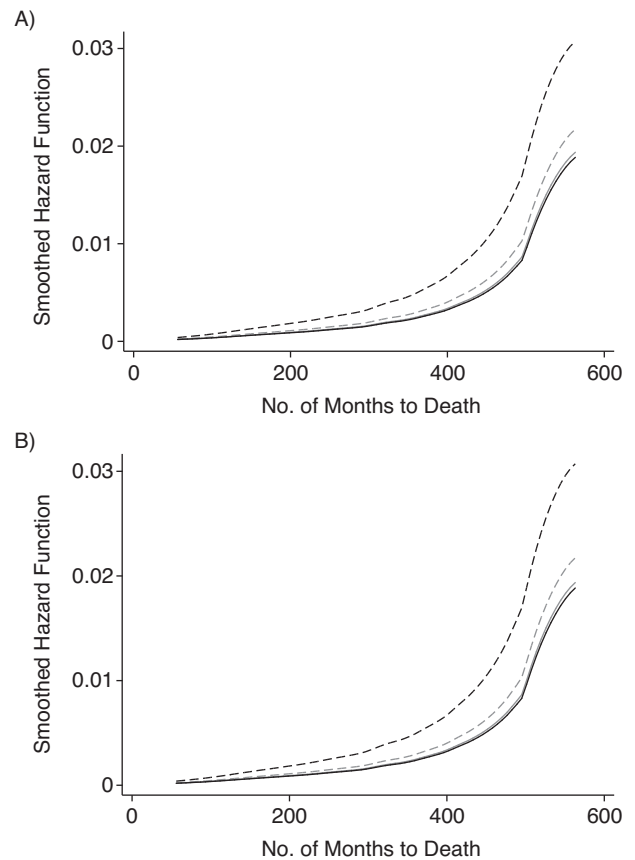 A)
0.03
0.02
0.01
0
Smoothed Hazard Function
0
200
400
600
No. of Months to Death
B)
0.03
0.02
0.01
0
Smoothed Hazard Function
0
200
400
600
No. of Months to Death